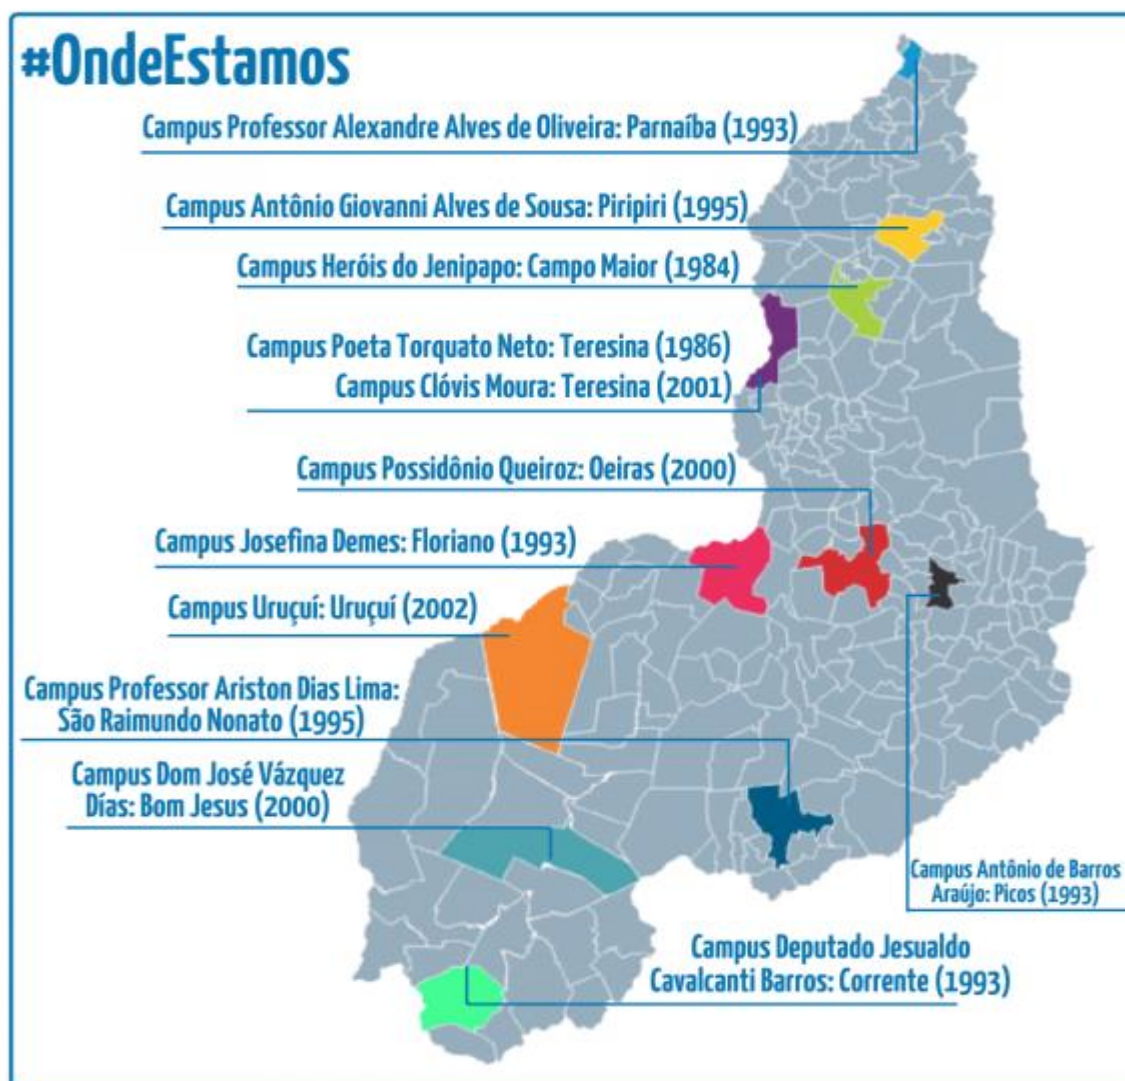 #OndeEstamos
Campus Professor Alexandre Alves de Oliveira: Parnaíba (1993)
Campus Antônio Giovanni Alves de Sousa: Piripiri (1995)
Campus Heróis do Jenipapo: Campo Maior (1984)
Campus Poeta Torquato Neto: Teresina (1986)
Campus Clóvis Moura: Teresina (2001)
Campus Possidônio Queiroz: Oeiras (2000)
Campus Josefina Demes: Floriano (1993)
Campus Uruçuí: Uruçuí (2002)
Campus Professor Ariston Dias Lima:
São Raimundo Nonato (1995)
Campus Dom José Vázquez
Días: Bom Jesus (2000)
Campus Antônio de Barros
Araújo: Picos (1993)
Campus Deputado Jesualdo
Cavalcanti Barros: Corrente (1993)